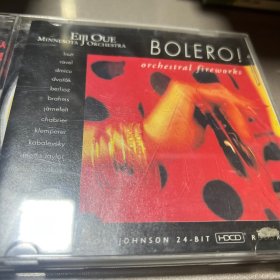 EIJI OUE
MINNESOTA ORCHESTRA
BOLERO!
orchestral fireworks
liszt
ravel
dinicu
dvořák
berlioz
brahms
järnefelt
chabrier
klemperer
kabalevsky
JOHNSON 24-BIT HDCD